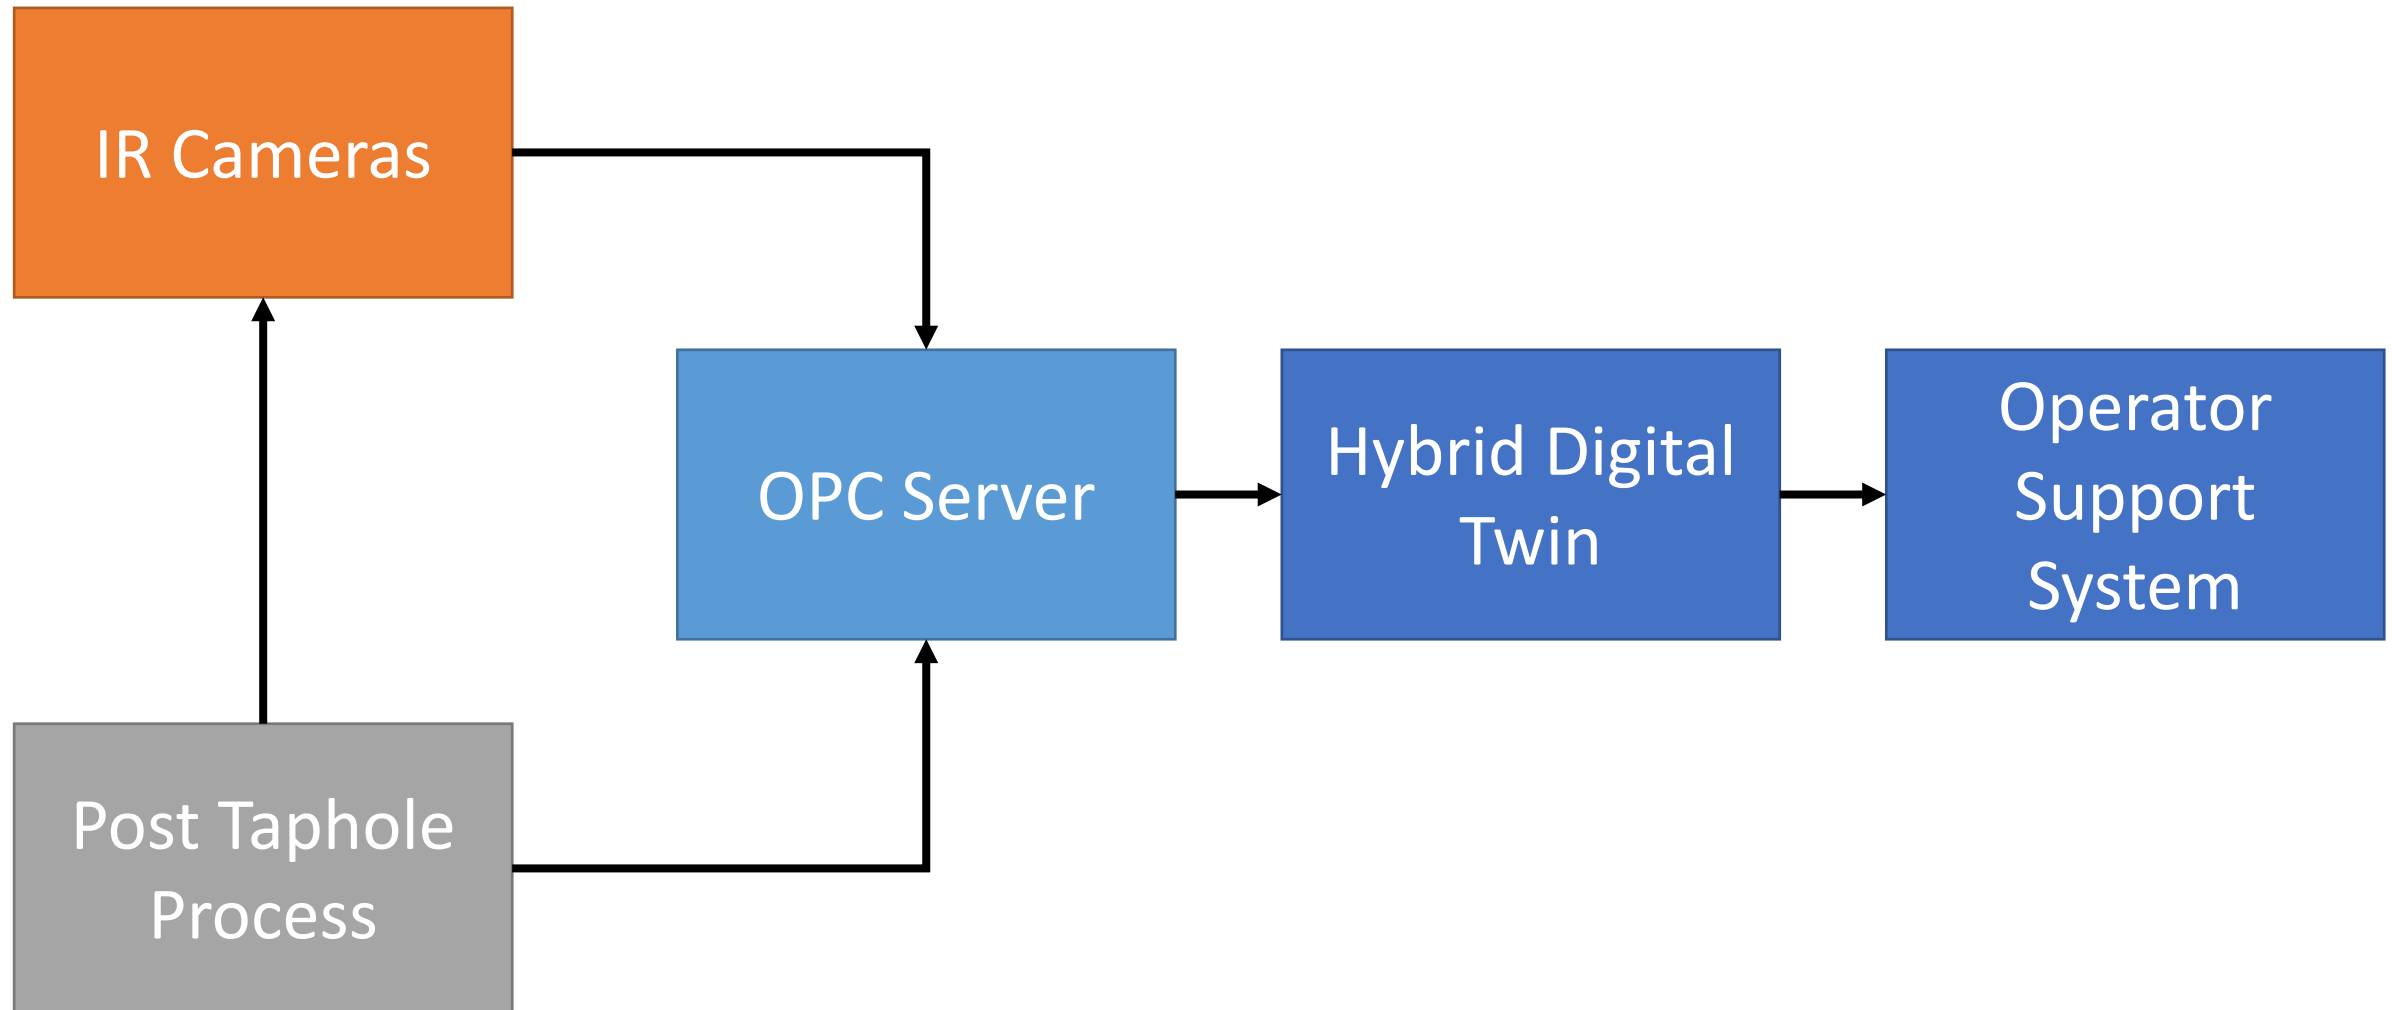 IR Cameras
OPC Server
Hybrid Digital
Twin
Operator
Support
System
Post Taphole
Process